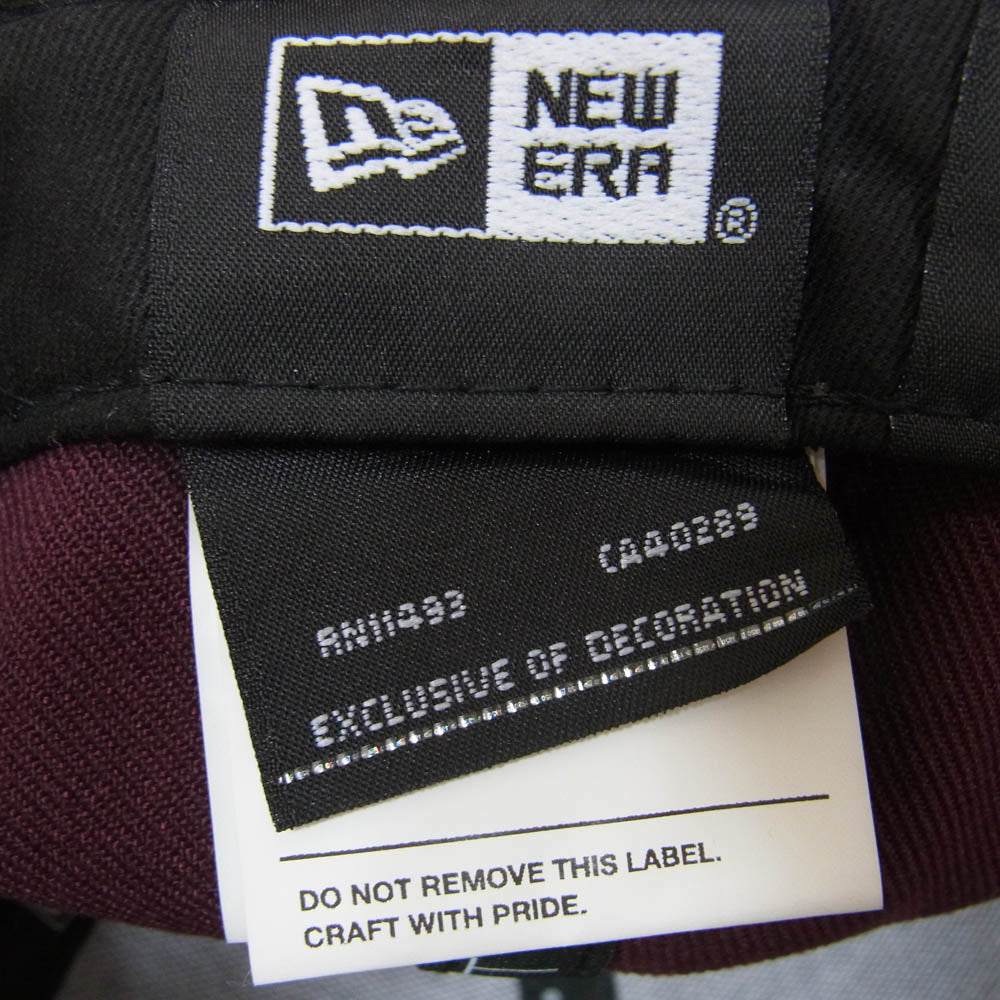 NEW
ERA
®
CA40289
RN11493
EXCLUSIVE OF DECORATION
DO NOT REMOVE THIS LABEL.
CRAFT WITH PRIDE.